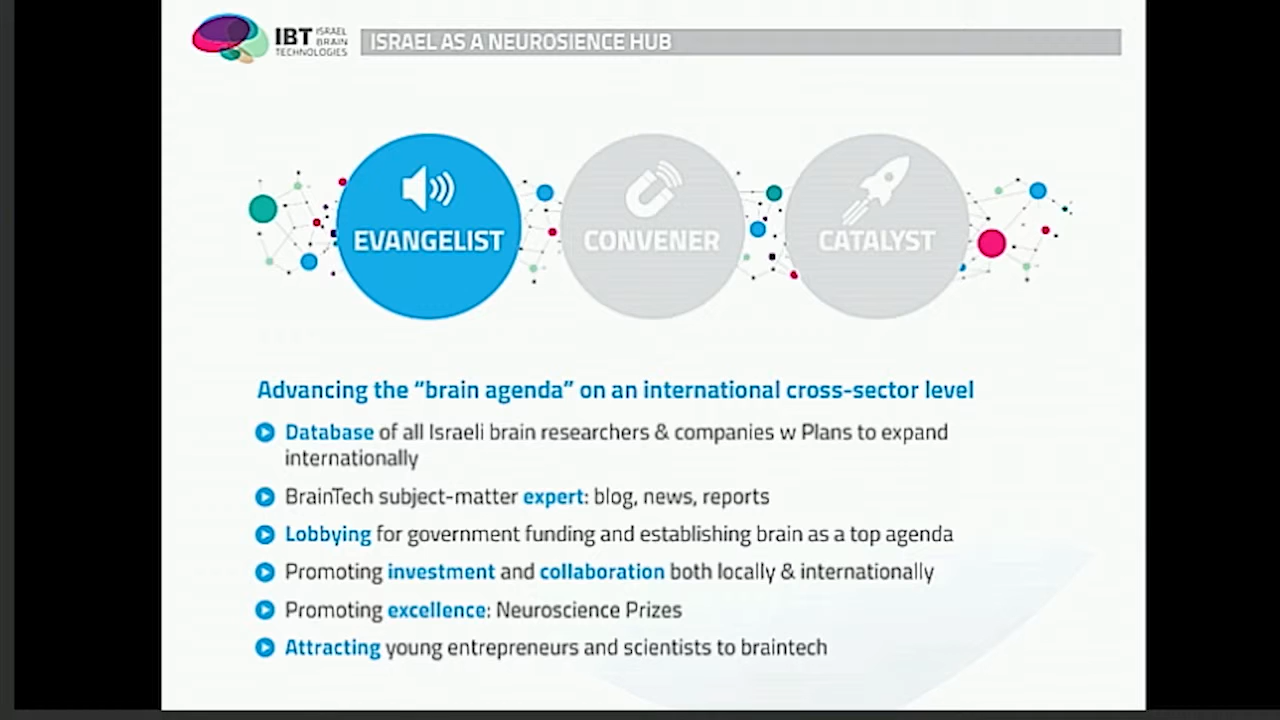 IBT ISRAEL BRAIN TECHNOLOGIES
ISRAEL AS A NEUROSIENCE HUB
EVANGELIST
CONVENER
CATALYST
Advancing the “brain agenda” on an international cross-sector level
Database of all Israeli brain researchers & companies w Plans to expand
internationally
BrainTech subject-matter expert: blog, news, reports
Lobbying for government funding and establishing brain as a top agenda
Promoting investment and collaboration both locally & internationally
Promoting excellence: Neuroscience Prizes
Attracting young entrepreneurs and scientists to braintech